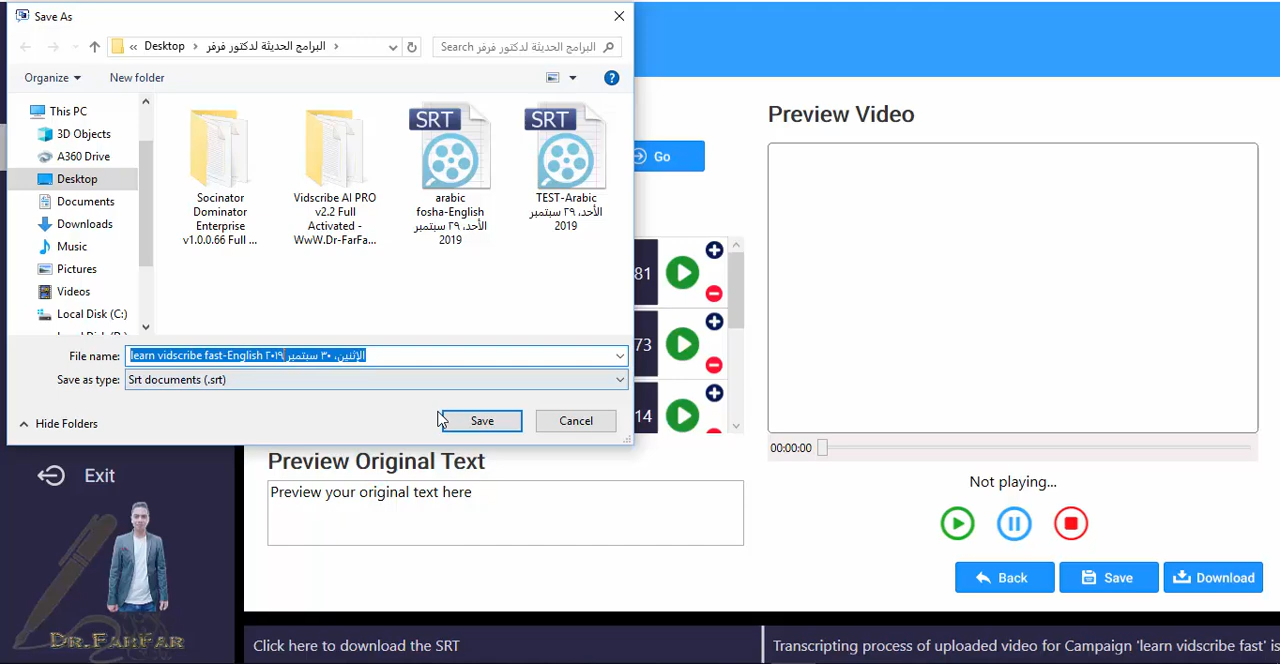 Save As
« Desktop › البرامج الحديثة لدكتور فرفر ›
Search البرامج الحديثة لدكتور فرفر
Organize
New folder
This PC
3D Objects
A360 Drive
Desktop
Documents
Downloads
Music
Pictures
Videos
Local Disk (C:)
Socinator
Dominator
Enterprise
v1.0.0.66 Full ...
Vidscribe AI PRO
v2.2 Full
Activated -
WwW.Dr-FarFa...
SRT
arabic
fosha-English
الأحد، ٢٩ سبتمبر
2019
SRT
TEST-Arabic
الأحد، ٢٩ سبتمبر
2019
File name: learn vidscribe fast-English الإثنين، ٣٠ سبتمبر ٢٠١٩
Save as type: Srt documents (.srt)
Hide Folders
Save
Cancel
Go
81
73
14
Preview Video
00:00:00
Not playing...
Back
Save
Download
Exit
Preview Original Text
Preview your original text here
DR.FARFAR
Click here to download the SRT
Transcripting process of uploaded video for Campaign 'learn vidscribe fast' is